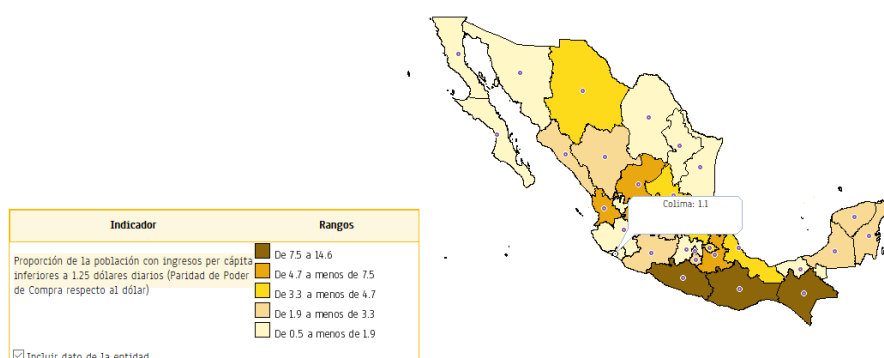 Colima: 1.1
Indicador Rangos
Proporción de la población con ingresos per cápita
inferiores a 1.25 dólares diarios (Paridad de Poder
de Compra respecto al dólar)
De 7.5 a 14.6
De 4.7 a menos de 7.5
De 3.3 a menos de 4.7
De 1.9 a menos de 3.3
De 0.5 a menos de 1.9
Incluir dato de la entidad